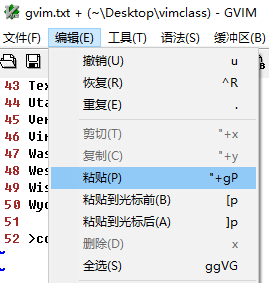 gvim.txt + (~\Desktop\vimclass) - GVIM
文件(F) 编辑(E) 工具(T) 语法(S) 缓冲区(B)
撤销(U) u
恢复(R) ^R
重复(E) .
剪切(T) "+x
复制(C) "+y
粘贴(P) "+gP
粘贴到光标前(B) [p
粘贴到光标后(A) ]p
删除(D) x
全选(S) ggVG
43 Tex
44 Uta
45 Ver
46 Vir
47 Was
48 Wes
49 Wis
50 Wyo
51
52 >co
~
~